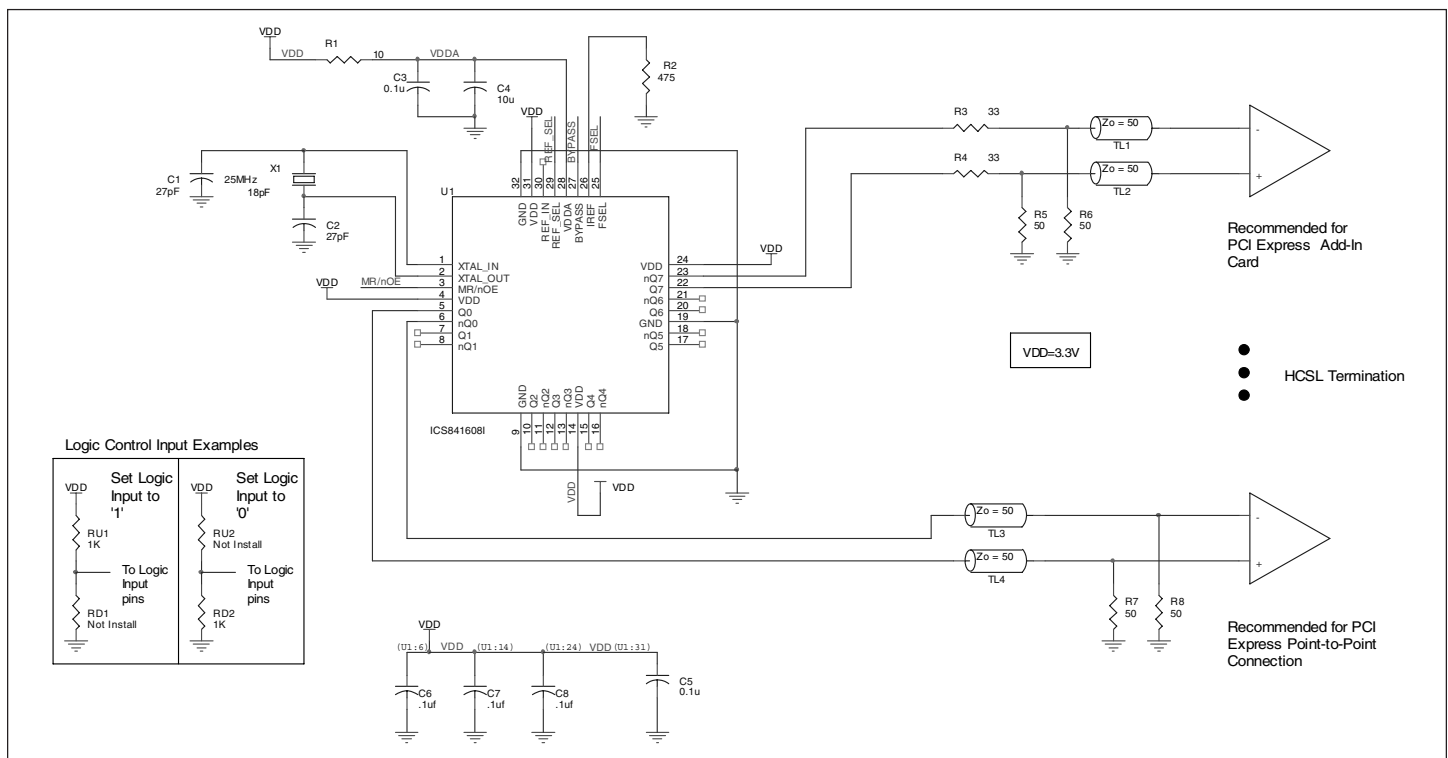 VDD
VDD
R1
10
VDDA
C3
0.1u
C4
10u
R2
475
VDD
REF_SEL
BYPASS
FSEL
C1
27pF
X1
25MHz
18pF
C2
27pF
U1
32
31
30
29
28
27
26
25
GND
VDD
REF_IN
REF_SEL
VDDA
BYPASS
IREF
FSEL
MR/nOE
VDD
1 XTAL_IN
2 XTAL_OUT
3 MR/nOE
4 VDD
5 Q0
6 nQ0
7 Q1
8 nQ1
VDD 24
nQ7 23
Q7 22
nQ6 21
Q6 20
GND 19
nQ5 18
Q5 17
VDD
GND
Q2
nQ2
Q3
nQ3
VDD
Q4
nQ4
9
10
11
12
13
14
15
16
ICS841608I
VDD
VDD
R3 33
R4 33
Zo = 50
TL1
Zo = 50
TL2
-
+
R5
50
R6
50
Recommended for
PCI Express Add-In
Card
VDD=3.3V
HCSL Termination
Logic Control Input Examples
Set Logic
Input to
'1'
VDD
RU1
1K
To Logic
Input
pins
RD1
Not Install
Set Logic
Input to
'0'
VDD
RU2
Not Install
To Logic
Input
pins
RD2
1K
Zo = 50
TL3
Zo = 50
TL4
-
+
R7
50
R8
50
Recommended for PCI
Express Point-to-Point
Connection
VDD
(U1:6) VDD (U1:14) (U1:24) VDD (U1:31)
C6
.1uf
C7
.1uf
C8
.1uf
C5
0.1u